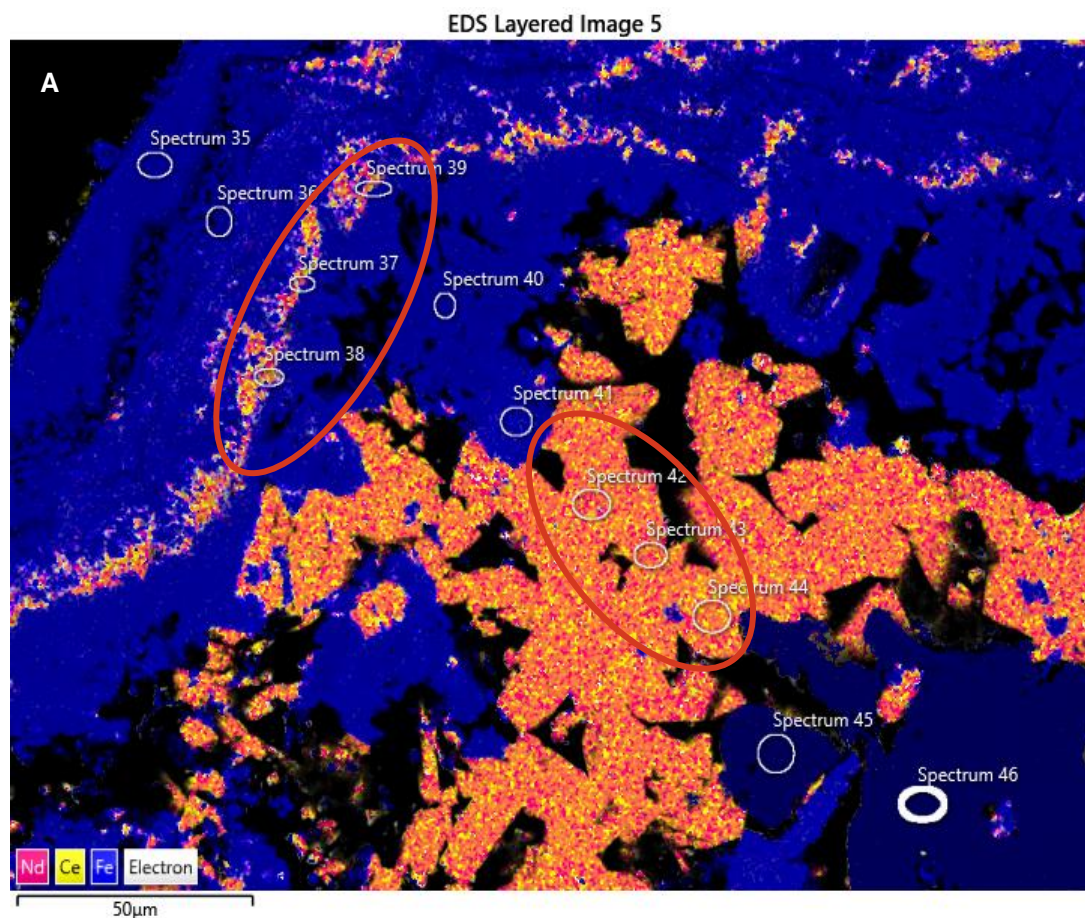 EDS Layered Image 5
A
Spectrum 35
Spectrum 39
Spectrum 36
Spectrum 37
Spectrum 40
Spectrum 38
Spectrum 41
Spectrum 42
Spectrum 43
Spectrum 44
Spectrum 45
Spectrum 46
Nd Ce Fe Electron
50µm